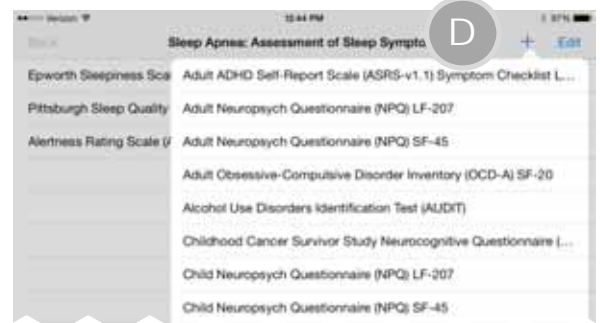 Verizon 12:44 PM 97%
Back Sleep Apnea: Assessment of Sleep Sympto D + Edit
Epworth Sleepiness Sca
Pittsburgh Sleep Quality
Alertness Rating Scale (A
Adult ADHD Self-Report Scale (ASRS-v1.1) Symptom Checklist L...
Adult Neuropsych Questionnaire (NPQ) LF-207
Adult Neuropsych Questionnaire (NPQ) SF-45
Adult Obsessive-Compulsive Disorder Inventory (OCD-A) SF-20
Alcohol Use Disorders Identification Test (AUDIT)
Childhood Cancer Survivor Study Neurocognitive Questionnaire (...
Child Neuropsych Questionnaire (NPQ) LF-207
Child Neuropsych Questionnaire (NPQ) SF-45